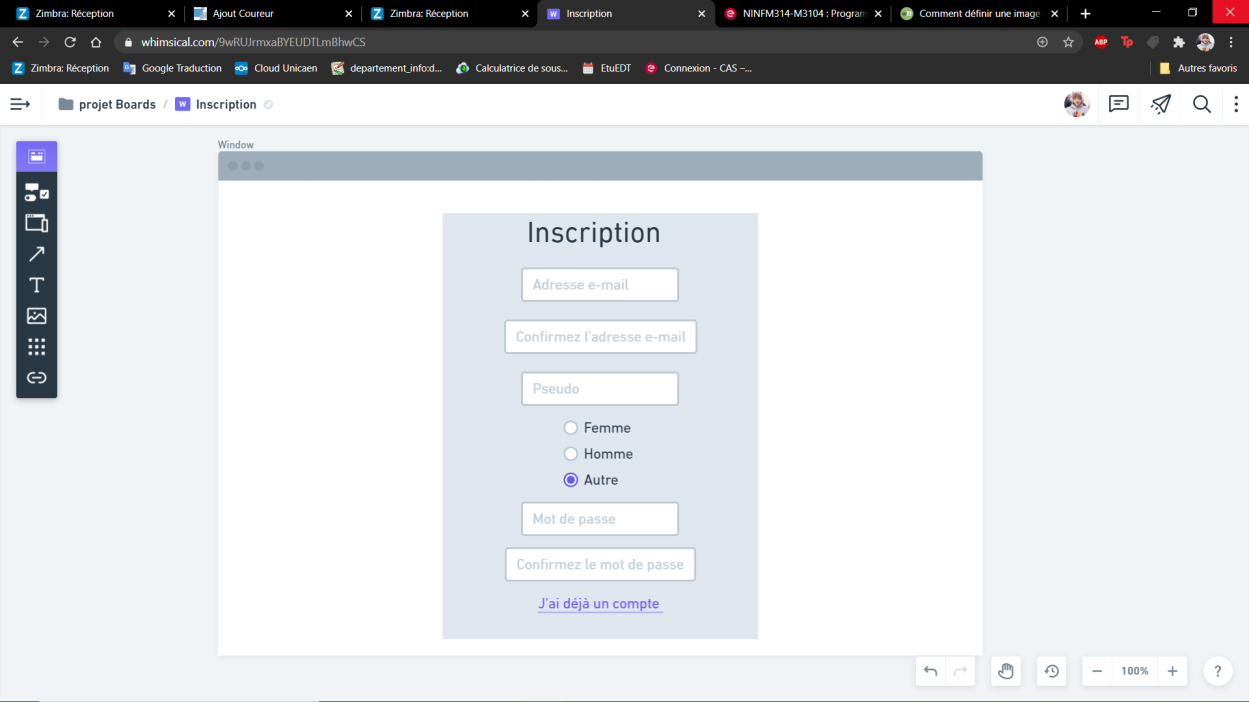 Zimbra: Réception
Ajout Coureur
Zimbra: Réception
Inscription
NINFM314-M3104 : Program
Comment définir une image
whimsical.com/9wRUJrmxaBYEUDTLmBhwCS
ABP
Tp
Zimbra: Réception
Google Traduction
Cloud Unicaen
departement_info:d...
Calculatrice de sous...
EtuEDT
Connexion - CAS –...
Autres favoris
projet Boards / Inscription
Window
Inscription
Adresse e-mail
Confirmez l'adresse e-mail
Pseudo
Femme
Homme
Autre
Mot de passe
Confirmez le mot de passe
J'ai déjà un compte
100%
?